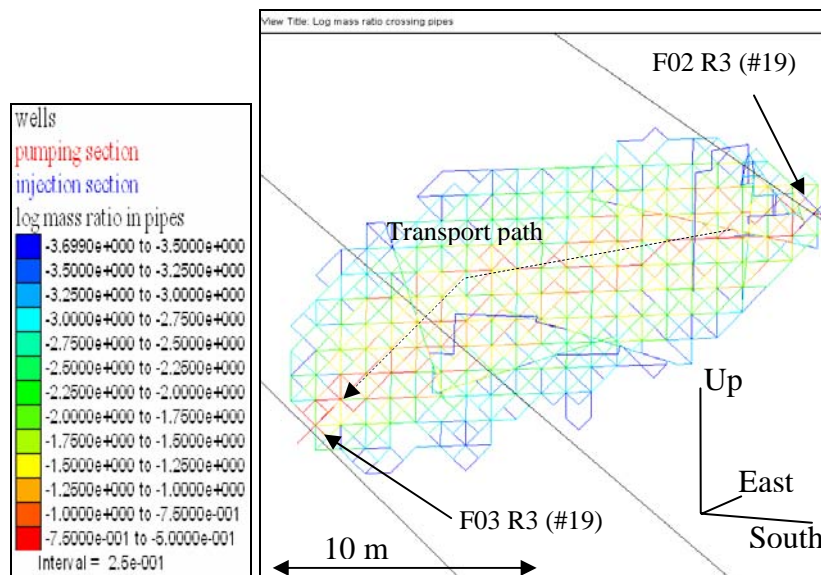 View Title: Log mass ratio crossing pipes
F02 R3 (#19)
wells
pumping section
injection section
log mass ratio in pipes
-3.6990e+000 to -3.5000e+000
-3.5000e+000 to -3.2500e+000
-3.2500e+000 to -3.0000e+000
-3.0000e+000 to -2.7500e+000
-2.7500e+000 to -2.5000e+000
-2.5000e+000 to -2.2500e+000
-2.2500e+000 to -2.0000e+000
-2.0000e+000 to -1.7500e+000
-1.7500e+000 to -1.5000e+000
-1.5000e+000 to -1.2500e+000
-1.2500e+000 to -1.0000e+000
-1.0000e+000 to -7.5000e-001
-7.5000e-001 to -5.0000e-001
Interval = 2.5e-001
Transport path
Up
East
South
F03 R3 (#19)
10 m